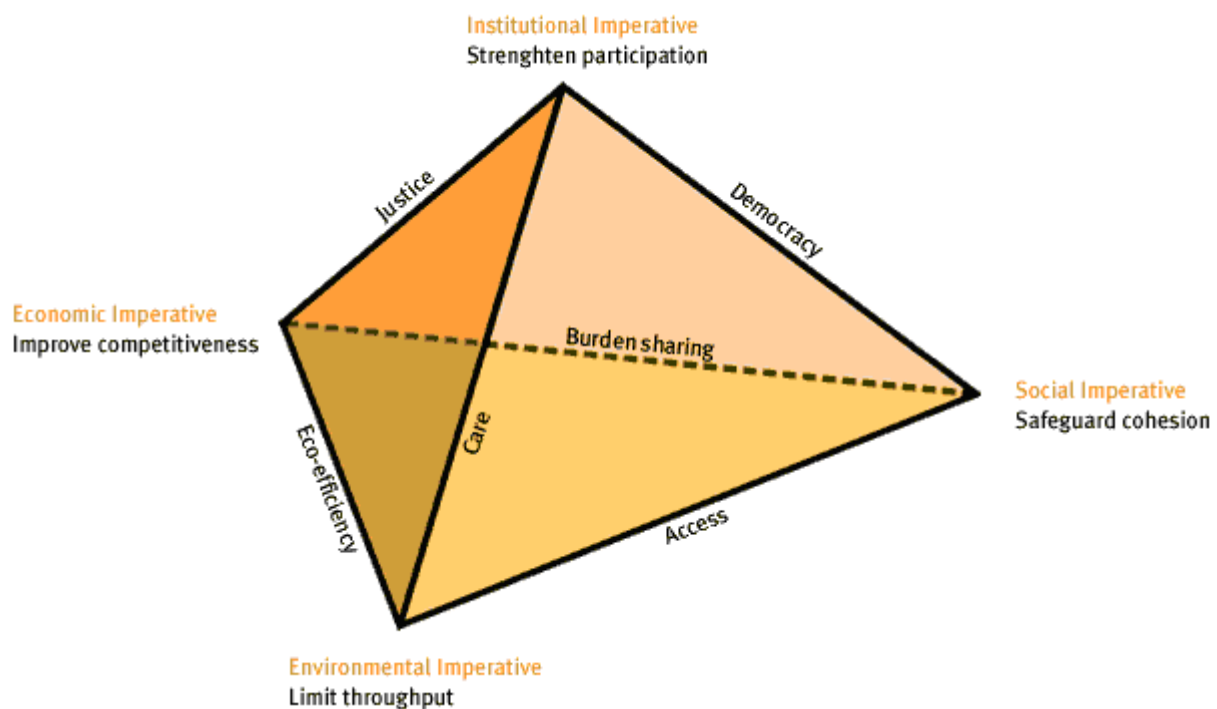 Institutional Imperative
Strenghten participation
Justice
Democracy
Economic Imperative
Improve competitiveness
Burden sharing
Social Imperative
Safeguard cohesion
Eco-efficiency
Care
Access
Environmental Imperative
Limit throughput